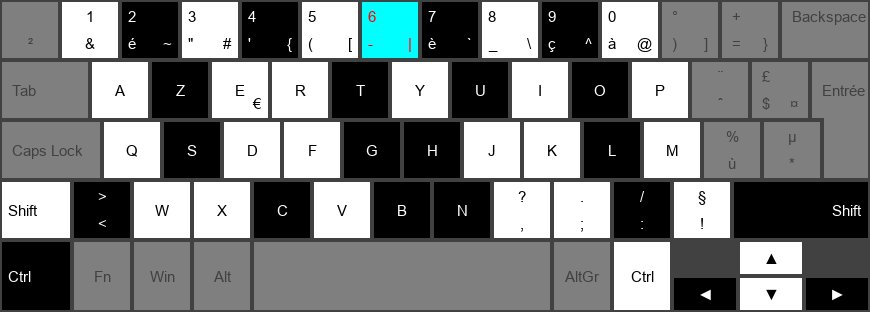 1 2 3 4 5 6 7 8 9 0 ° + Backspace
² & é ~ " # ' { ( [ - | è ` _ \ ç ^ à @ ) ] = }
Tab A Z E € R T Y U I O P ¨ ^ £ $ ¤ Entrée
Caps Lock Q S D F G H J K L M % ù µ *
Shift > < W X C V B N ? , . ; / : § ! Shift
Ctrl Fn Win Alt AltGr Ctrl ▲
◄ ▼ ►